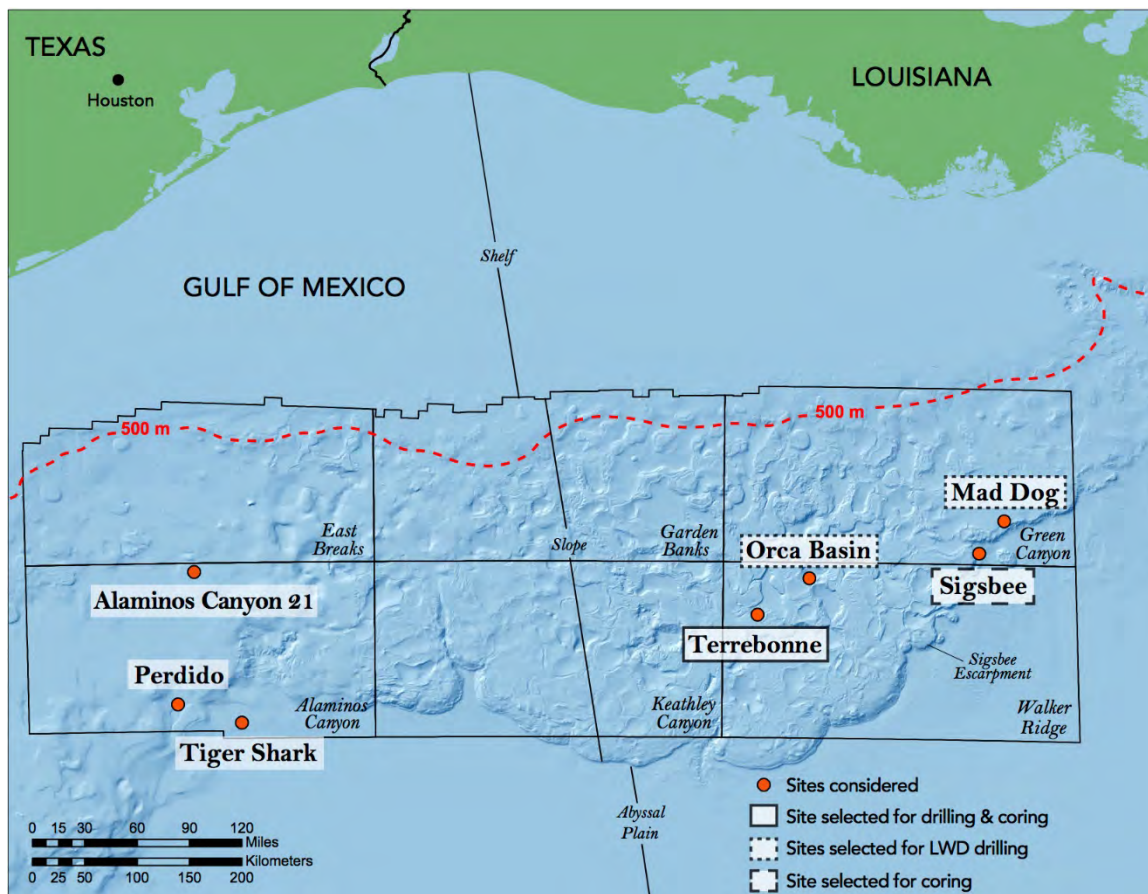 TEXAS
Houston
LOUISIANA
Shelf
GULF OF MEXICO
500 m
500 m
East
Breaks
Slope
Garden
Banks
Mad Dog
Green
Canyon
Orca Basin
Sigsbee
Alaminos Canyon 21
Terrebonne
Sigsbee
Escarpment
Perdido
Alaminos
Canyon
Keathley
Canyon
Walker
Ridge
Tiger Shark
Abyssal
Plain
Sites considered
Site selected for drilling & coring
Sites selected for LWD drilling
Site selected for coring
0 15 30 60 90 120
Miles
Kilometers
0 25 50 100 150 200